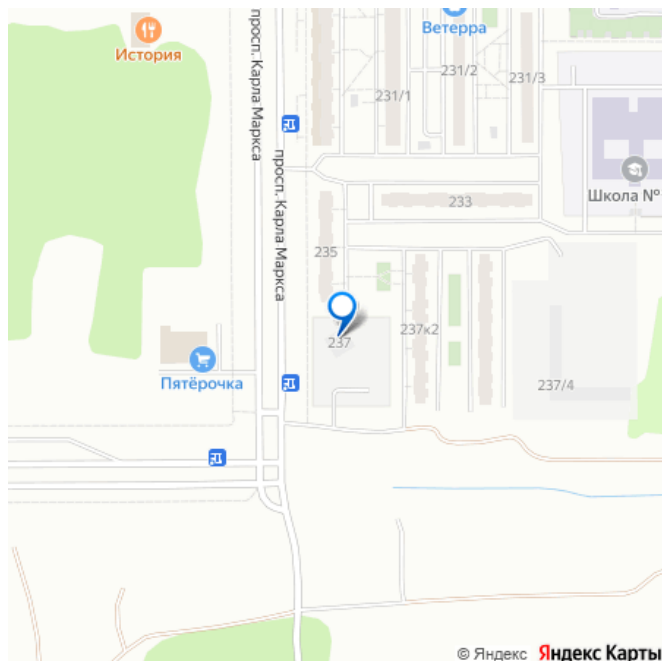 История
просп. Карла Маркса
просп. Карла Маркса
Ветерра
231/2
231/1
231/3
233
Школа №
235
237
237к2
237/4
Пятёрочка
© Яндекс Яндекс Карты